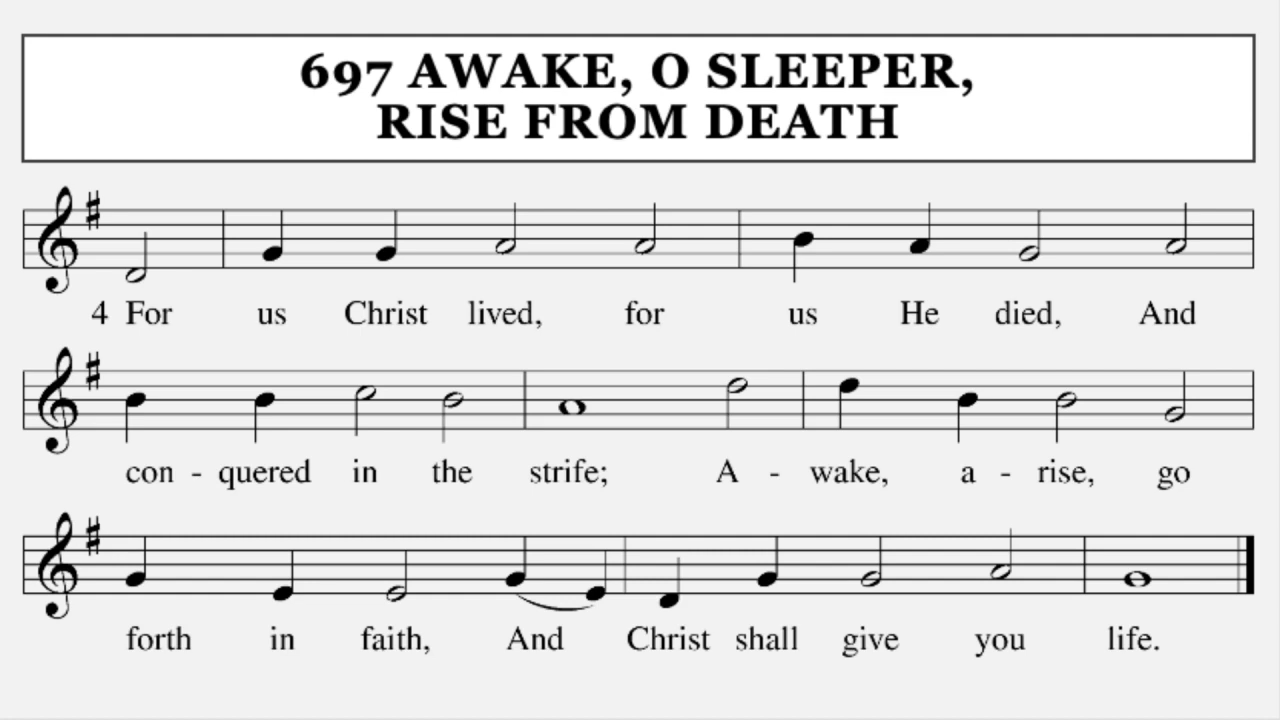 697 AWAKE, O SLEEPER,
RISE FROM DEATH
4 For us Christ lived, for us He died, And
con - quered in the strife; A - wake, a - rise, go
forth in faith, And Christ shall give you life.